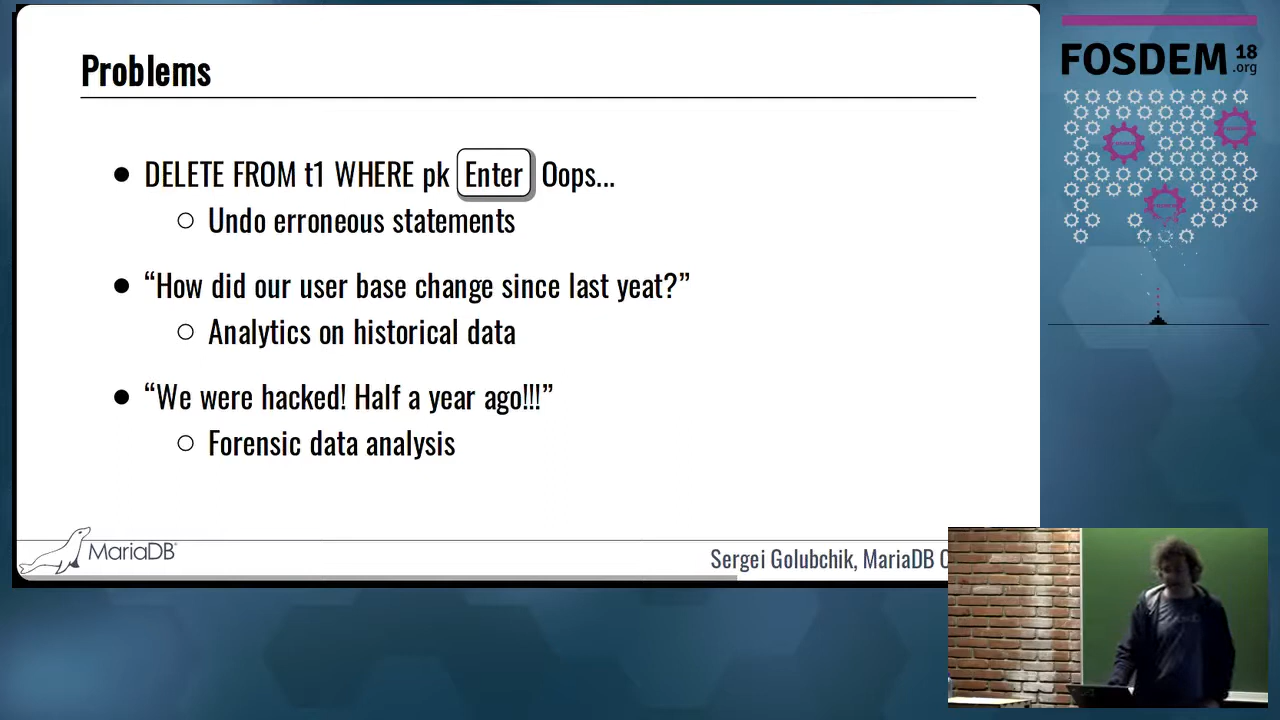 Problems
● DELETE FROM t1 WHERE pk Enter Oops...
○ Undo erroneous statements
● “How did our user base change since last yeat?”
○ Analytics on historical data
● “We were hacked! Half a year ago!!!”
○ Forensic data analysis
MariaDB
Sergei Golubchik, MariaDB
FOSDEM 18
.org